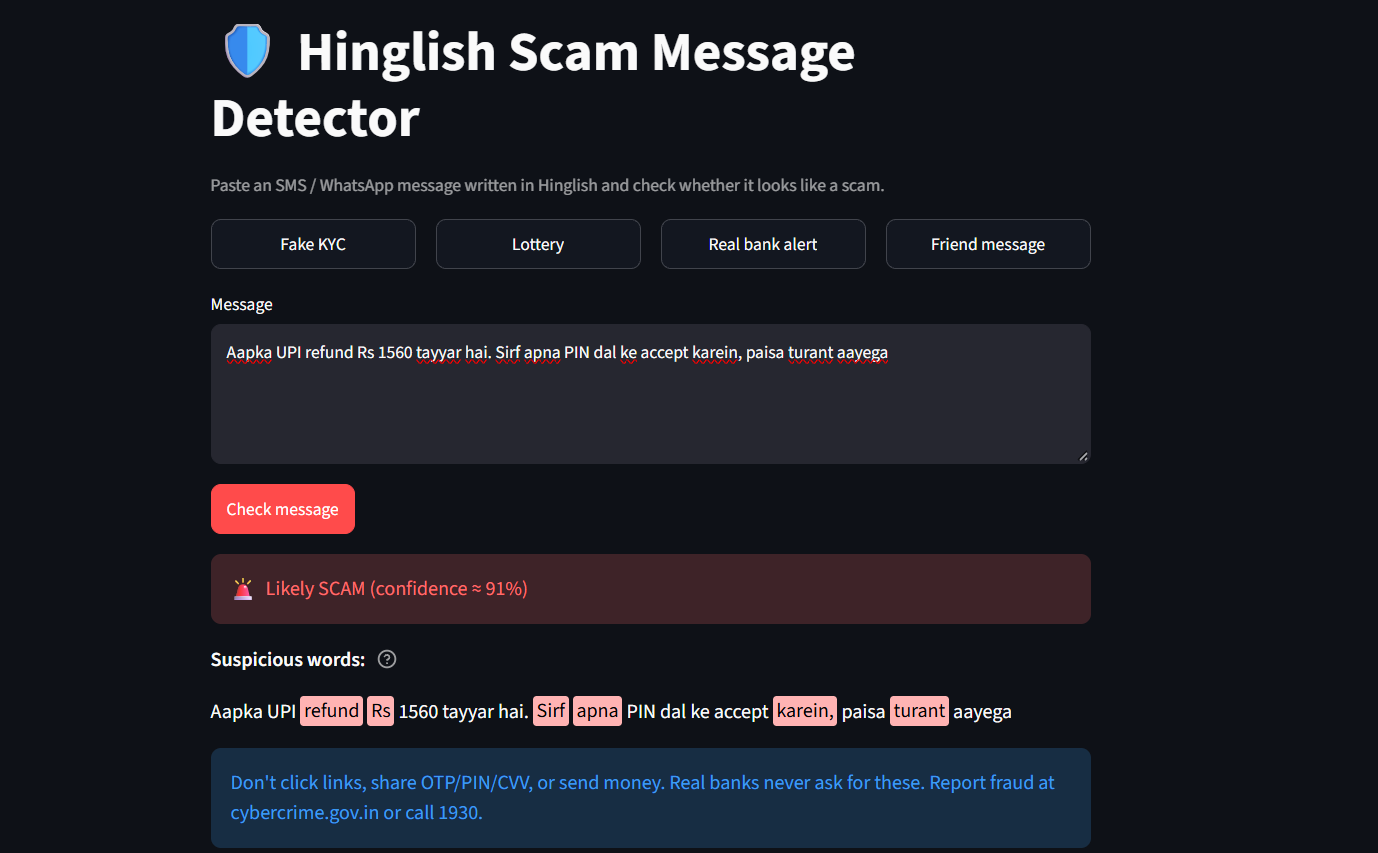 Hinglish Scam Message
Detector
Paste an SMS / WhatsApp message written in Hinglish and check whether it looks like a scam.
Fake KYC
Lottery
Real bank alert
Friend message
Message
Aapka UPI refund Rs 1560 tayyar hai. Sirf apna PIN dal ke accept karein, paisa turant aayega
Check message
Likely SCAM (confidence ≈ 91%)
Suspicious words:
Aapka UPI refund Rs 1560 tayyar hai. Sirf apna PIN dal ke accept karein, paisa turant aayega
Don't click links, share OTP/PIN/CVV, or send money. Real banks never ask for these. Report fraud at
cybercrime.gov.in or call 1930.